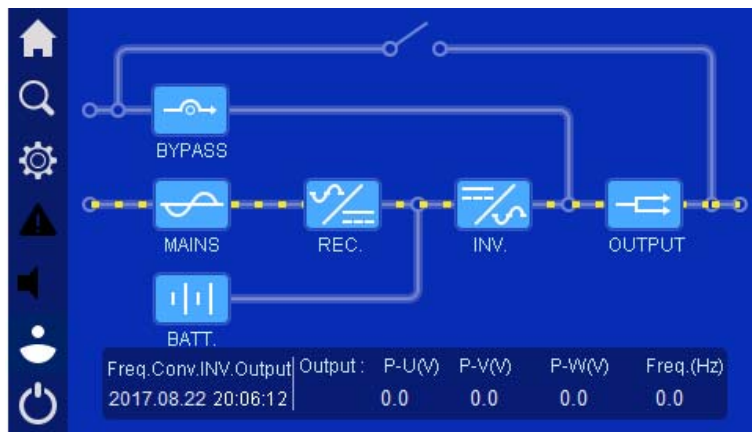 BYPASS
MAINS REC. INV. OUTPUT
BATT.
Freq.Conv.INV.Output Output : P-U(V) P-V(V) P-W(V) Freq.(Hz)
2017.08.22 20:06:12 0.0 0.0 0.0 0.0